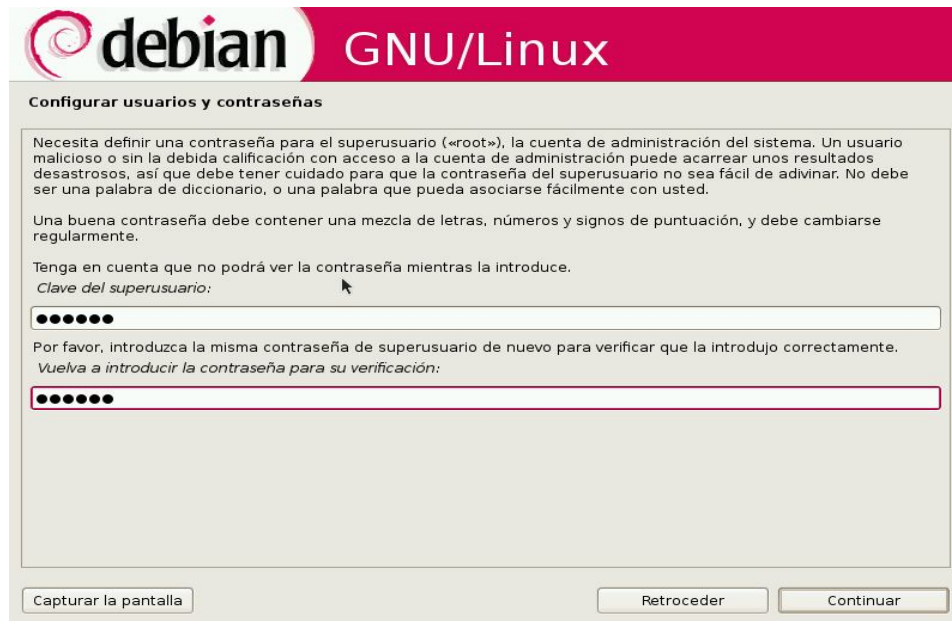 debian GNU/Linux
Configurar usuarios y contraseñas
Necesita definir una contraseña para el superusuario («root»), la cuenta de administración del sistema. Un usuario
malicioso o sin la debida calificación con acceso a la cuenta de administración puede acarrear unos resultados
desastrosos, así que debe tener cuidado para que la contraseña del superusuario no sea fácil de adivinar. No debe
ser una palabra de diccionario, o una palabra que pueda asociarse fácilmente con usted.
Una buena contraseña debe contener una mezcla de letras, números y signos de puntuación, y debe cambiarse
regularmente.
Tenga en cuenta que no podrá ver la contraseña mientras la introduce.
Clave del superusuario:
●●●●●●
Por favor, introduzca la misma contraseña de superusuario de nuevo para verificar que la introdujo correctamente.
Vuelva a introducir la contraseña para su verificación:
●●●●●●
Capturar la pantalla Retroceder Continuar